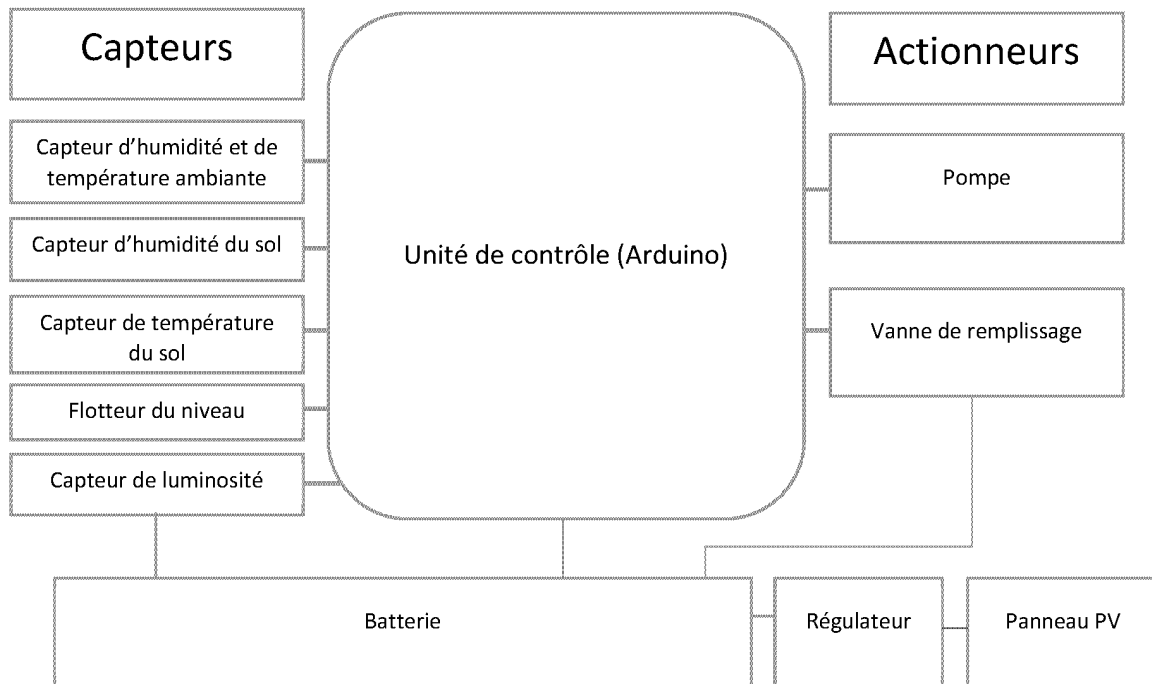 Capteurs
Capteur d'humidité et de
température ambiante
Capteur d'humidité du sol
Capteur de température
du sol
Flotteur du niveau
Capteur de luminosité
Unité de contrôle (Arduino)
Actionneurs
Pompe
Vanne de remplissage
Batterie
Régulateur
Panneau PV